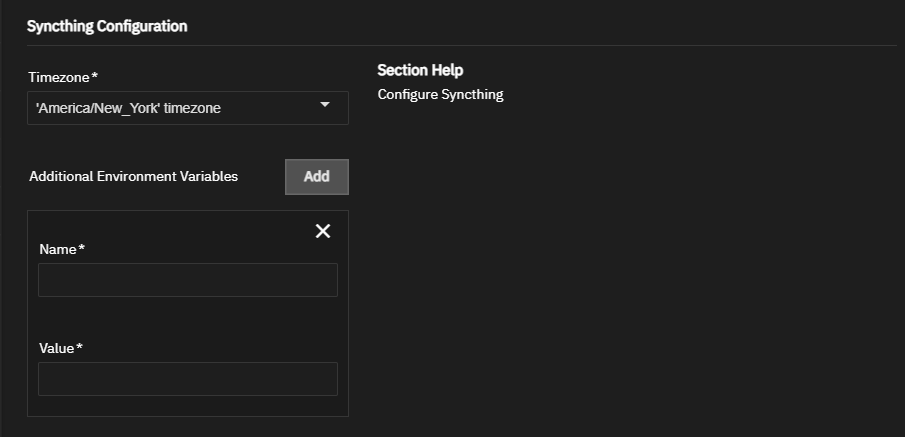 Syncthing Configuration
Timezone*
'America/New_York' timezone
Section Help
Configure Syncthing
Additional Environment Variables
Add
Name*
Value*